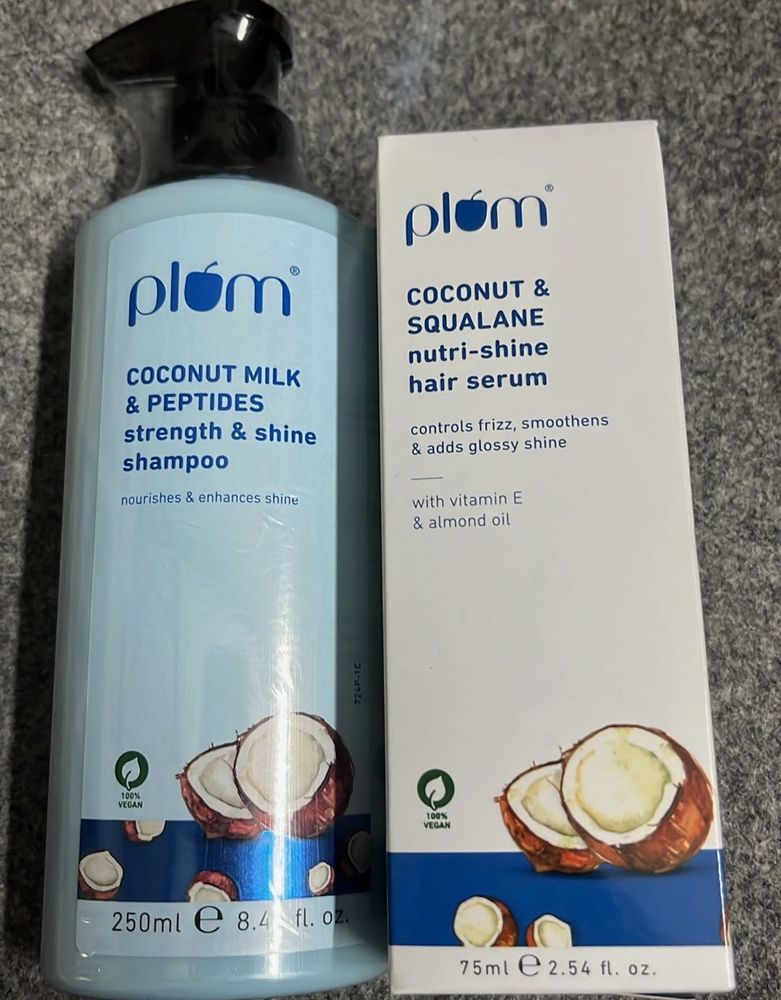 plum®
COCONUT MILK
& PEPTIDES
strength & shine
shampoo
nourishes & enhances shine
724P-1C
100%
VEGAN
250ml e 8.4 fl. oz.
plum®
COCONUT &
SQUALANE
nutri-shine
hair serum
controls frizz, smoothens
& adds glossy shine
with vitamin E
& almond oil
100%
VEGAN
75ml e 2.54 fl. oz.